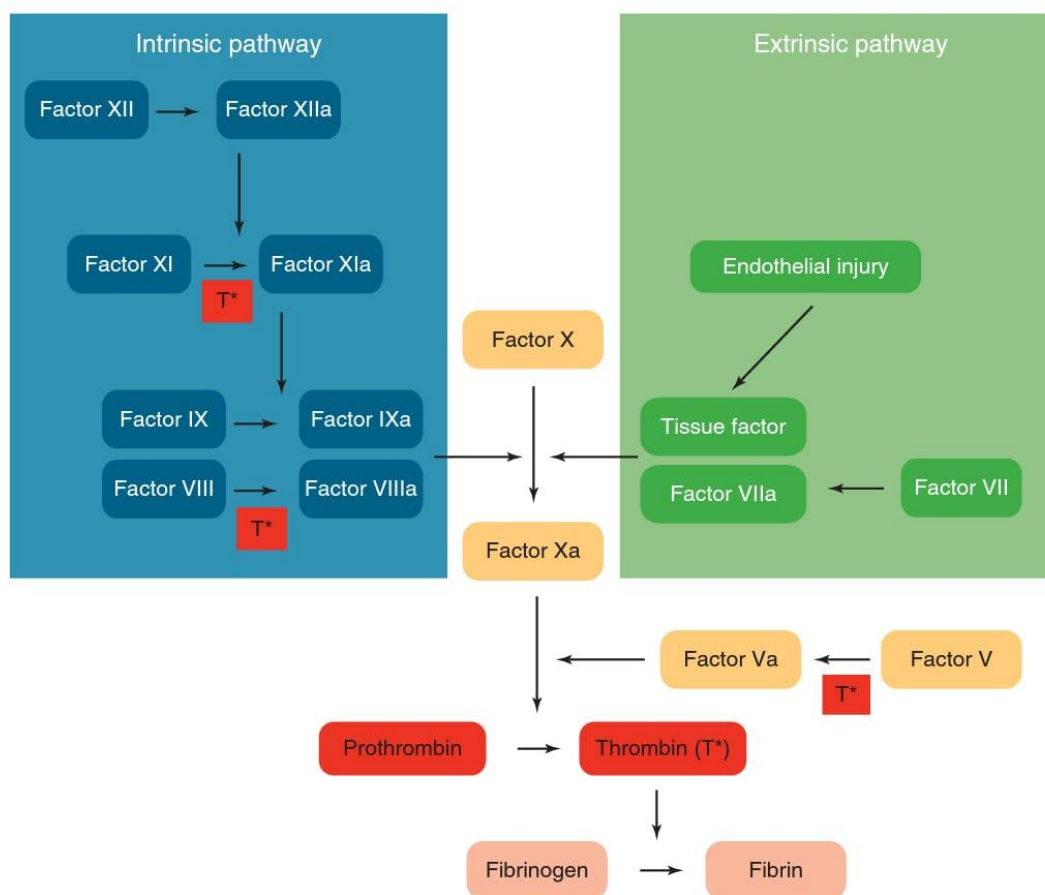 Intrinsic pathway
Extrinsic pathway
Factor XII
Factor XIIa
Factor XI
Factor XIa
T*
Endothelial injury
Factor X
Factor IX
Factor IXa
Tissue factor
Factor VIII
Factor VIIIa
Factor VIIa
Factor VII
T*
Factor Xa
Factor Va
Factor V
T*
Prothrombin
Thrombin (T*)
Fibrinogen
Fibrin